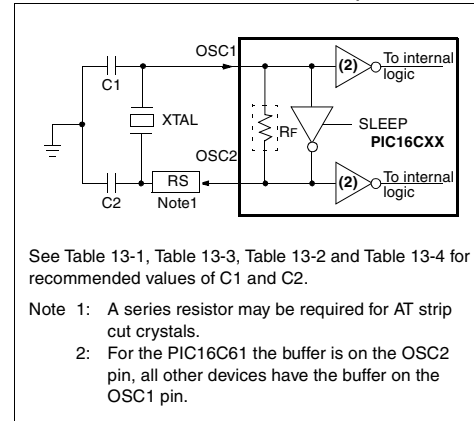 OSC1
To internal
logic
(2)
C1
XTAL
RF
SLEEP
PIC16CXX
OSC2
To internal
logic
(2)
RS
C2
Note1
See Table 13-1, Table 13-3, Table 13-2 and Table 13-4 for
recommended values of C1 and C2.
Note 1: A series resistor may be required for AT strip
cut crystals.
2: For the PIC16C61 the buffer is on the OSC2
pin, all other devices have the buffer on the
OSC1 pin.